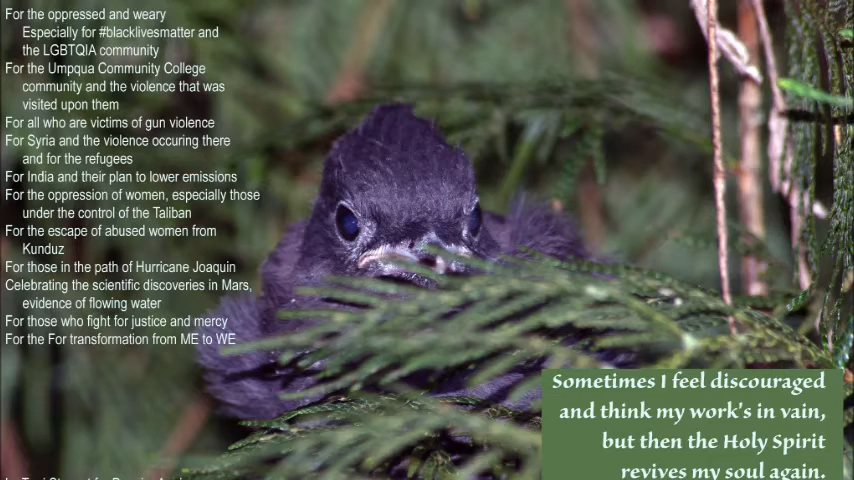 For the oppressed and weary
Especially for #blacklivesmatter and
the LGBTQIA community
For the Umpqua Community College
community and the violence that was
visited upon them
For all who are victims of gun violence
For Syria and the violence occuring there
and for the refugees
For India and their plan to lower emissions
For the oppression of women, especially those
under the control of the Taliban
For the escape of abused women from
Kunduz
For those in the path of Hurricane Joaquin
Celebrating the scientific discoveries in Mars,
evidence of flowing water
For those who fight for justice and mercy
For the For transformation from ME to WE
Sometimes I feel discouraged
and think my work's in vain,
but then the Holy Spirit
revives my soul again.